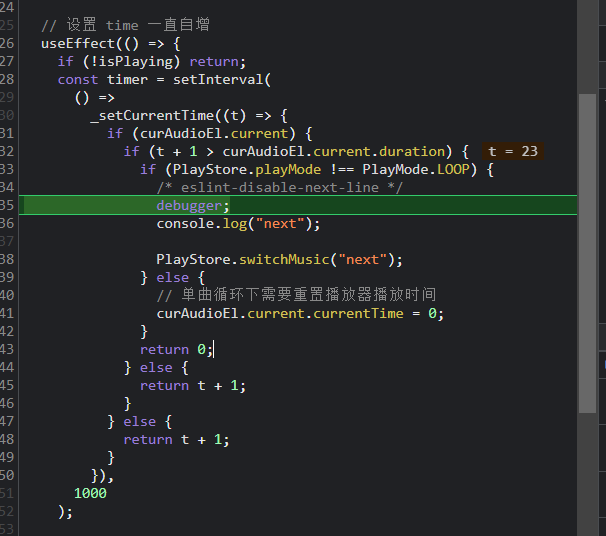 24
25 // 设置 time 一直自增
26 useEffect(() => {
27 if (!isPlaying) return;
28 const timer = setInterval(
29 () =>
30 _setCurrentTime((t) => {
31 if (curAudioEl.current) {
32 if (t + 1 > curAudioEl.current.duration) { t = 23
33 if (PlayStore.playMode !== PlayMode.LOOP) {
34 /* eslint-disable-next-line */
35 debugger;
36 console.log("next");
37
38 PlayStore.switchMusic("next");
39 } else {
40 // 单曲循环下需要重置播放器播放时间
41 curAudioEl.current.currentTime = 0;
42 }
43 return 0;
44 } else {
45 return t + 1;
46 }
47 } else {
48 return t + 1;
49 }
50 }),
51 1000
52 );
53